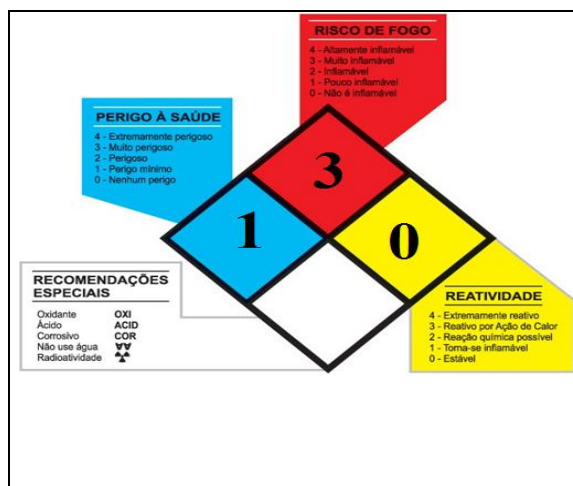 RISCO DE FOGO
4 - Altamente inflamável
3 - Muito inflamável
2 - Inflamável
1 - Pouco inflamável
0 - Não é inflamável
PERIGO À SAÚDE
4 - Extremamente perigoso
3 - Muito perigoso
2 - Perigoso
1 - Perigo mínimo
0 - Nenhum perigo
3
1
0
RECOMENDAÇÕES
ESPECIAIS
Oxidante OXI
Ácido ACID
Corrosivo COR
Não use água W
Radioatividade
REATIVIDADE
4 - Extremamente reativo
3 - Reativo por Ação de Calor
2 - Reação química possível
1 - Torna-se inflamável
0 - Estável